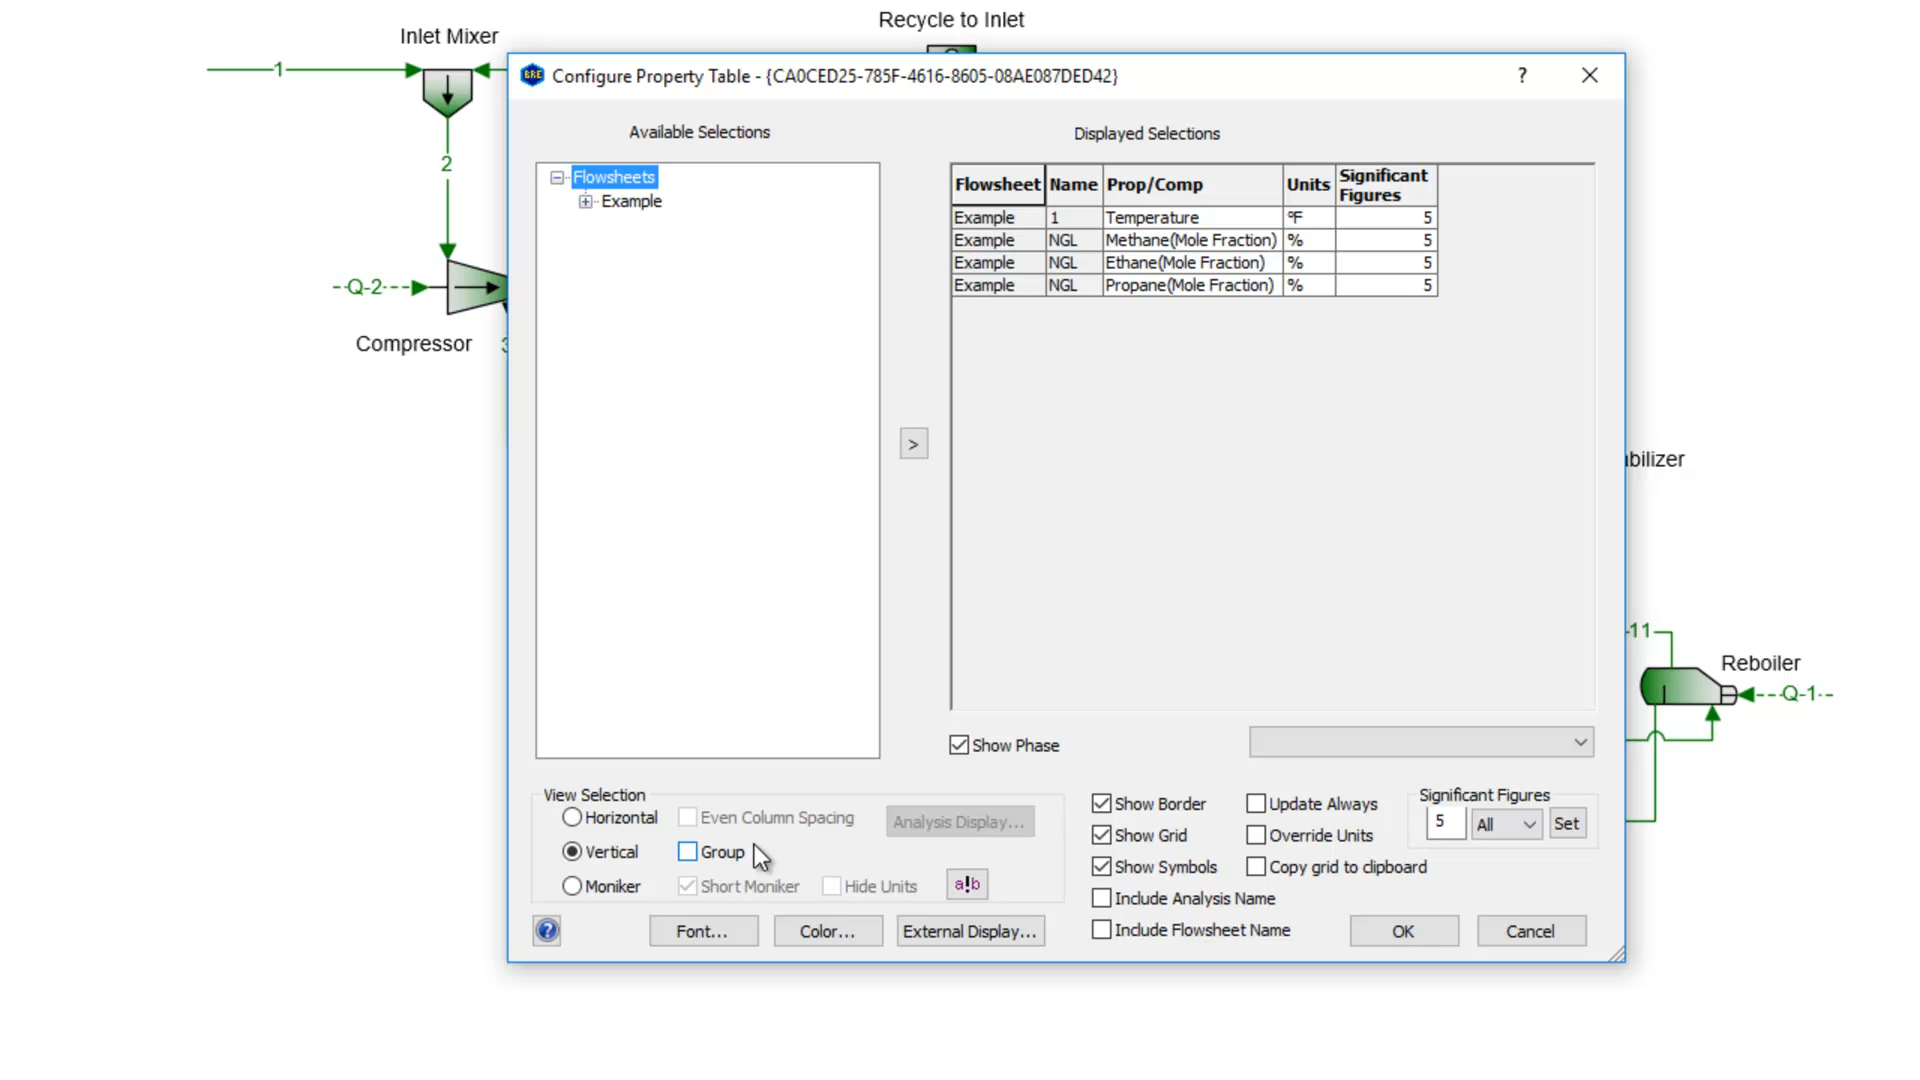 Recycle to Inlet
Inlet Mixer
1
2
Q-2
Compressor
BRE
Configure Property Table - {CA0CED25-785F-4616-8605-08AE087DED42}
?
Available Selections
Displayed Selections
Flowsheets
Example
Flowsheet Name Prop/Comp Units Significant Figures
Example 1 Temperature °F 5
Example NGL Methane(Mole Fraction) % 5
Example NGL Ethane(Mole Fraction) % 5
Example NGL Propane(Mole Fraction) % 5
>
Show Phase
View Selection
Horizontal
Even Column Spacing
Analysis Display...
Vertical
Group
Moniker
Short Moniker
Hide Units
a!b
Font...
Color...
External Display...
Show Border
Show Grid
Show Symbols
Include Analysis Name
Include Flowsheet Name
Update Always
Override Units
Copy grid to clipboard
Significant Figures
5
All
Set
OK
Cancel
bilizer
11
Reboiler
Q-1